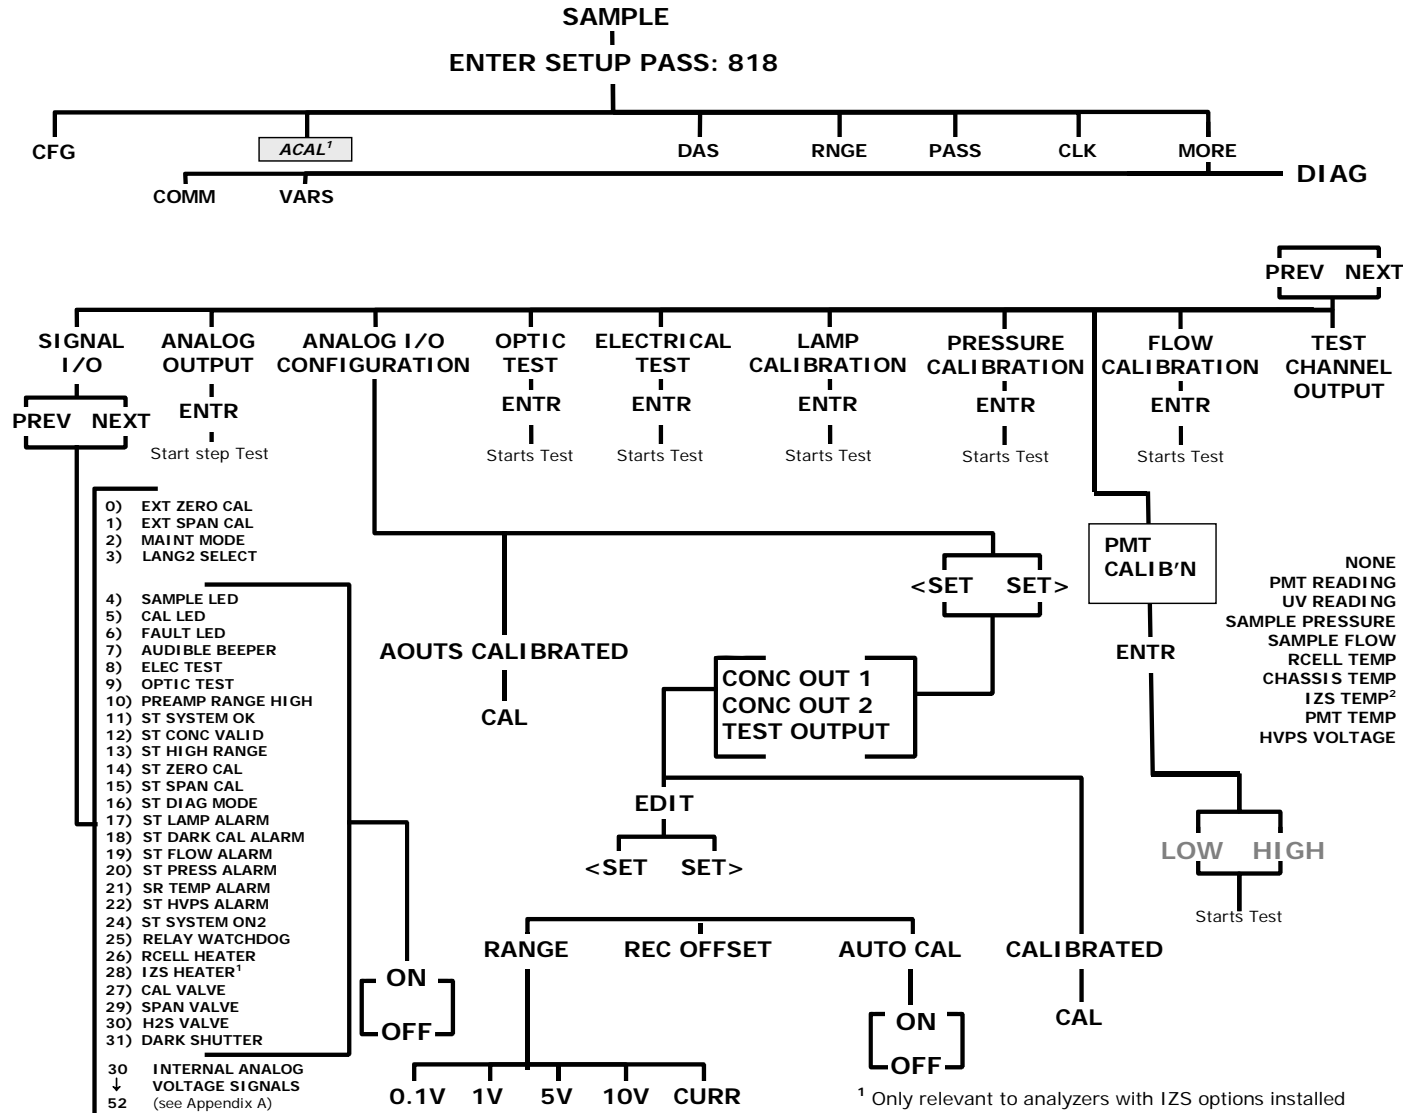 SAMPLE
ENTER SETUP PASS: 818
CFG
ACAL¹
DAS
RNGE
PASS
CLK
MORE
COMM
VARS
DIAG
PREV NEXT
SIGNAL
I/O
ANALOG
OUTPUT
ANALOG I/O
CONFIGURATION
OPTIC
TEST
ELECTRICAL
TEST
LAMP
CALIBRATION
PRESSURE
CALIBRATION
FLOW
CALIBRATION
TEST
CHANNEL
OUTPUT
PREV NEXT
ENTR
Start step Test
ENTR
Starts Test
ENTR
Starts Test
ENTR
Starts Test
ENTR
Starts Test
ENTR
Starts Test
0) EXT ZERO CAL
1) EXT SPAN CAL
2) MAINT MODE
3) LANG2 SELECT
4) SAMPLE LED
5) CAL LED
6) FAULT LED
7) AUDIBLE BEEPER
8) ELEC TEST
9) OPTIC TEST
10) PREAMP RANGE HIGH
11) ST SYSTEM OK
12) ST CONC VALID
13) ST HIGH RANGE
14) ST ZERO CAL
15) ST SPAN CAL
16) ST DIAG MODE
17) ST LAMP ALARM
18) ST DARK CAL ALARM
19) ST FLOW ALARM
20) ST PRESS ALARM
21) SR TEMP ALARM
22) ST HVPS ALARM
24) ST SYSTEM ON2
25) RELAY WATCHDOG
26) RCELL HEATER
28) IZS HEATER¹
27) CAL VALVE
29) SPAN VALVE
30) H2S VALVE
31) DARK SHUTTER
30 INTERNAL ANALOG
↓ VOLTAGE SIGNALS
52 (see Appendix A)
ON
OFF
AOUTS CALIBRATED
CAL
<SET SET>
CONC OUT 1
CONC OUT 2
TEST OUTPUT
EDIT
<SET SET>
RANGE
REC OFFSET
AUTO CAL
CALIBRATED
ON
OFF
CAL
0.1V
1V
5V
10V
CURR
PMT
CALIB'N
ENTR
LOW HIGH
Starts Test
NONE
PMT READING
UV READING
SAMPLE PRESSURE
SAMPLE FLOW
RCELL TEMP
CHASSIS TEMP
IZS TEMP²
PMT TEMP
HVPS VOLTAGE
¹ Only relevant to analyzers with IZS options installed